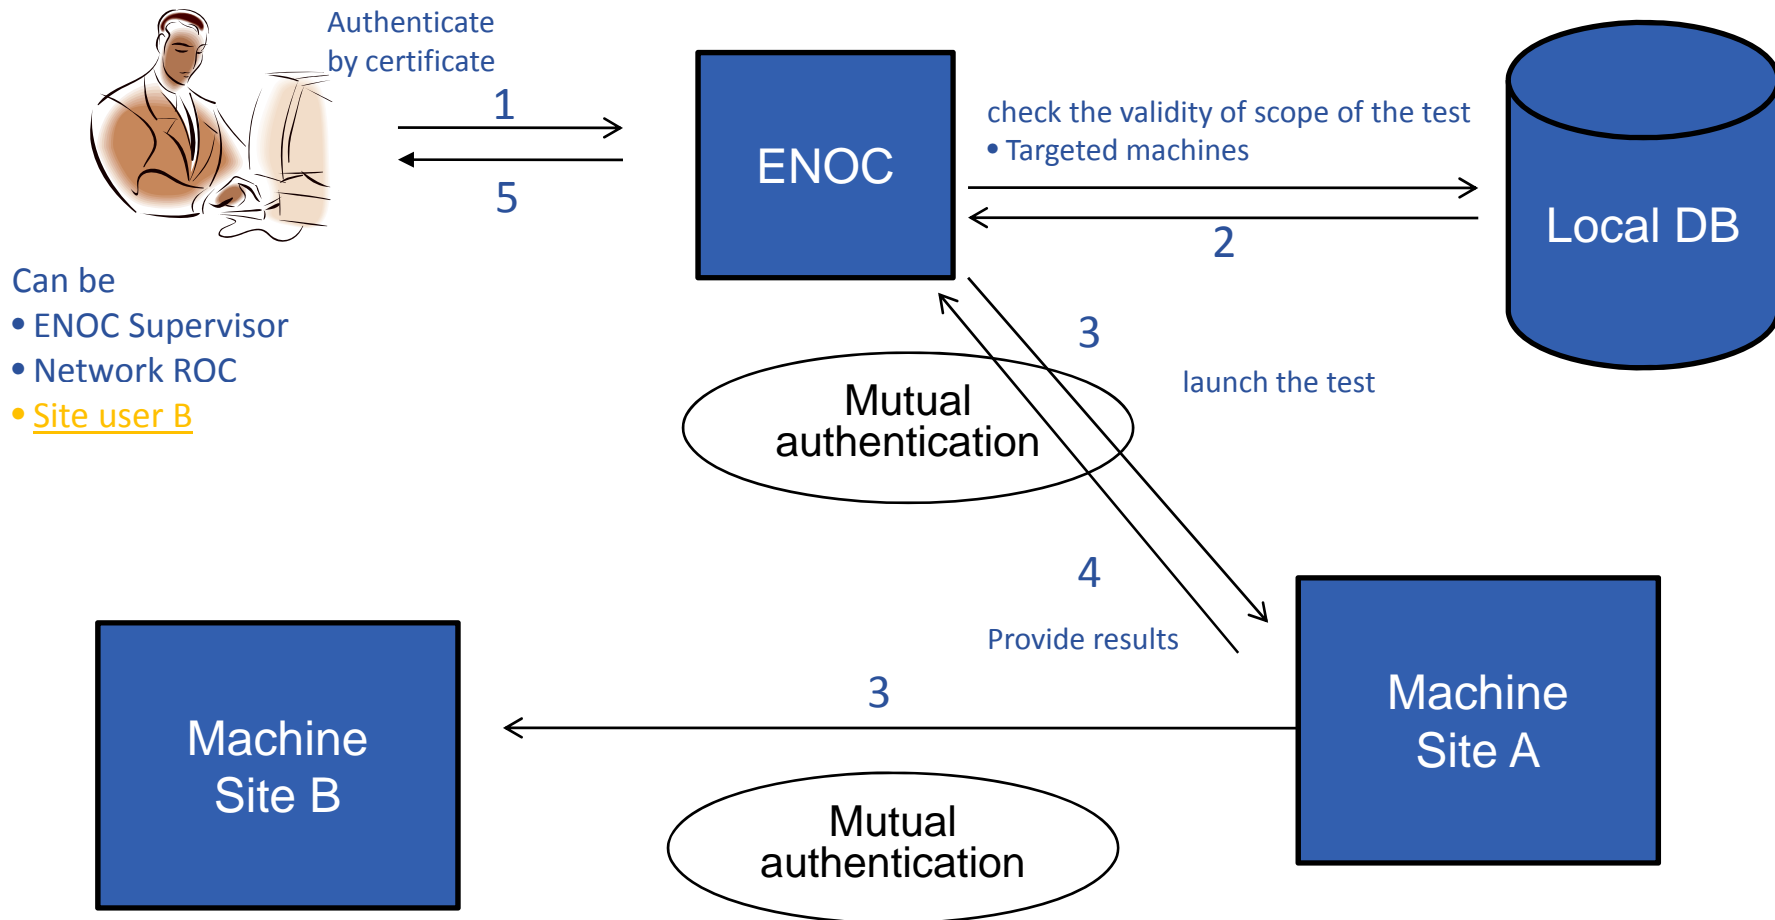 Authenticate
by certificate
1
5
ENOC
check the validity of scope of the test
• Targeted machines
2
Local DB
Can be
• ENOC Supervisor
• Network ROC
• Site user B
3
launch the test
Mutual
authentication
4
Provide results
3
Machine
Site B
Machine
Site A
Mutual
authentication